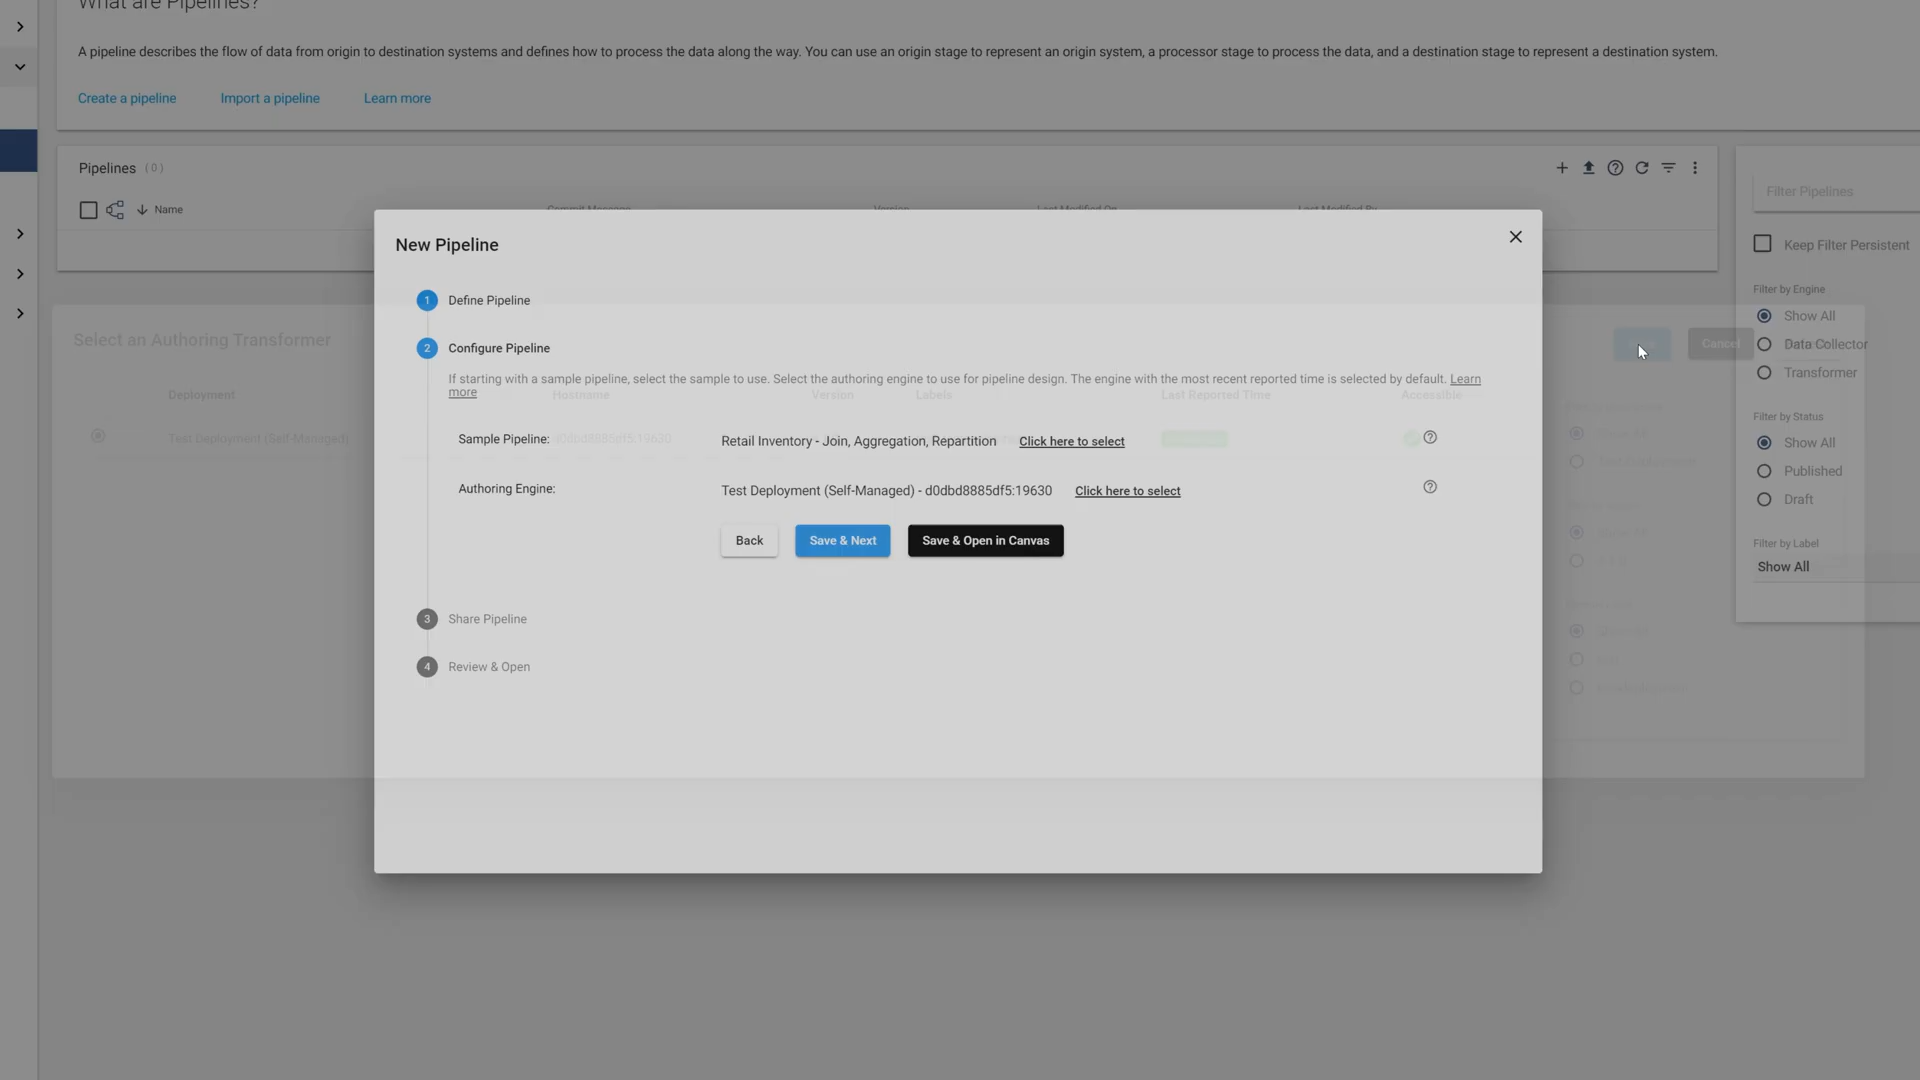 What are Pipelines?
A pipeline describes the flow of data from origin to destination systems and defines how to process the data along the way. You can use an origin stage to represent an origin system, a processor stage to process the data, and a destination stage to represent a destination system.
Create a pipeline Import a pipeline Learn more
Pipelines (0)
Filter Pipelines
Name Commit Message Version Last Modified On Last Modified By
New Pipeline
Keep Filter Persistent
Filter by Engine
1 Define Pipeline
Show All
Select an Authoring Transformer
Cancel
Data Collector
2 Configure Pipeline
Transformer
If starting with a sample pipeline, select the sample to use. Select the authoring engine to use for pipeline design. The engine with the most recent reported time is selected by default. Learn
more
Deployment Hostname Version Labels Last Reported Time Accessible
Filter by Status
Test Deployment (Self-Managed) d0dbd8885df5:19630
Sample Pipeline: Retail Inventory - Join, Aggregation, Repartition Click here to select
Show All
Published
Authoring Engine: Test Deployment (Self-Managed) - d0dbd8885df5:19630 Click here to select
Draft
Back Save & Next Save & Open in Canvas
Filter by Label
Show All
3 Share Pipeline
4 Review & Open